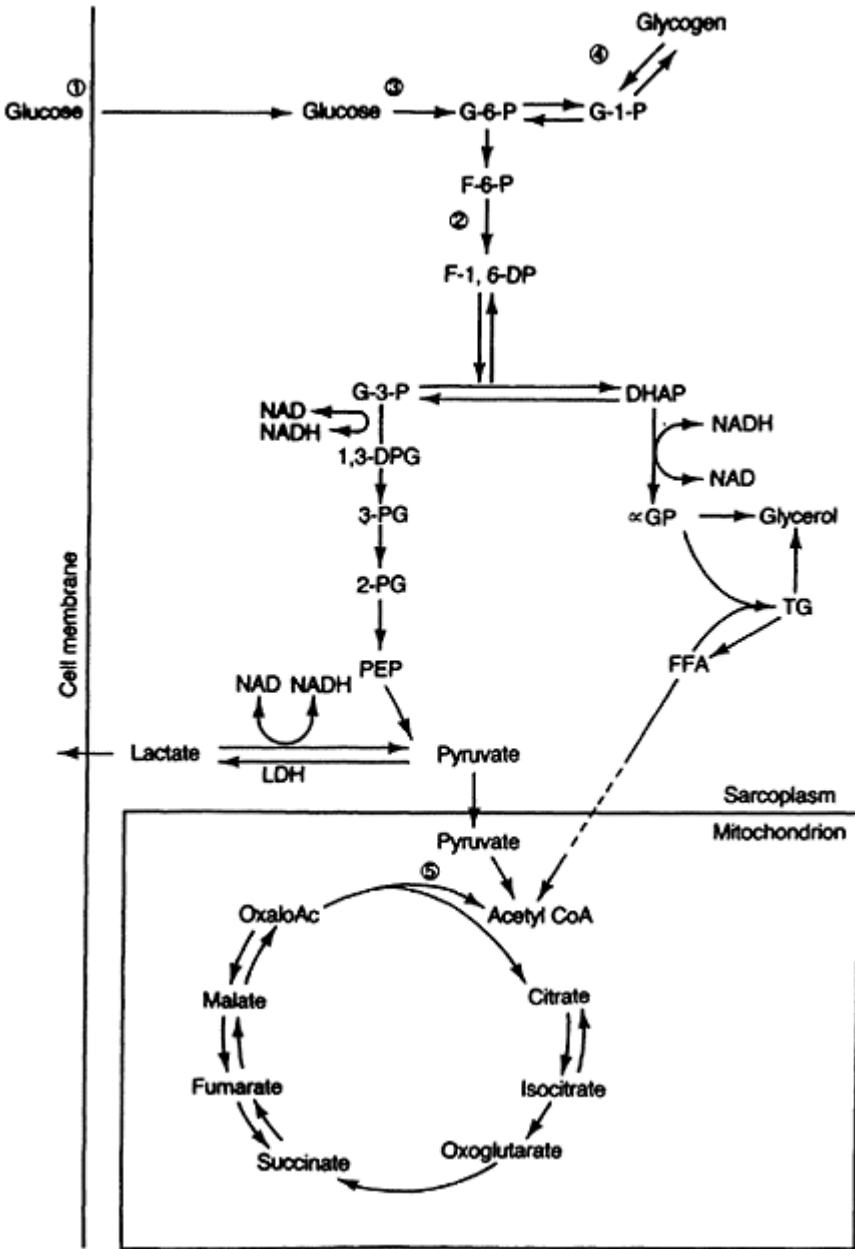 Glycogen
④
① ③
Glucose Glucose G-6-P G-1-P
F-6-P
②
F-1, 6-DP
G-3-P DHAP
NAD NADH
NADH
1,3-DPG NAD
3-PG ∝GP Glycerol
2-PG
TG
Cell membrane
PEP FFA
NAD NADH
Lactate Pyruvate
LDH
Sarcoplasm
Mitochondrion
Pyruvate
⑤
OxaloAc Acetyl CoA
Malate Citrate
Fumarate Isocitrate
Succinate Oxoglutarate